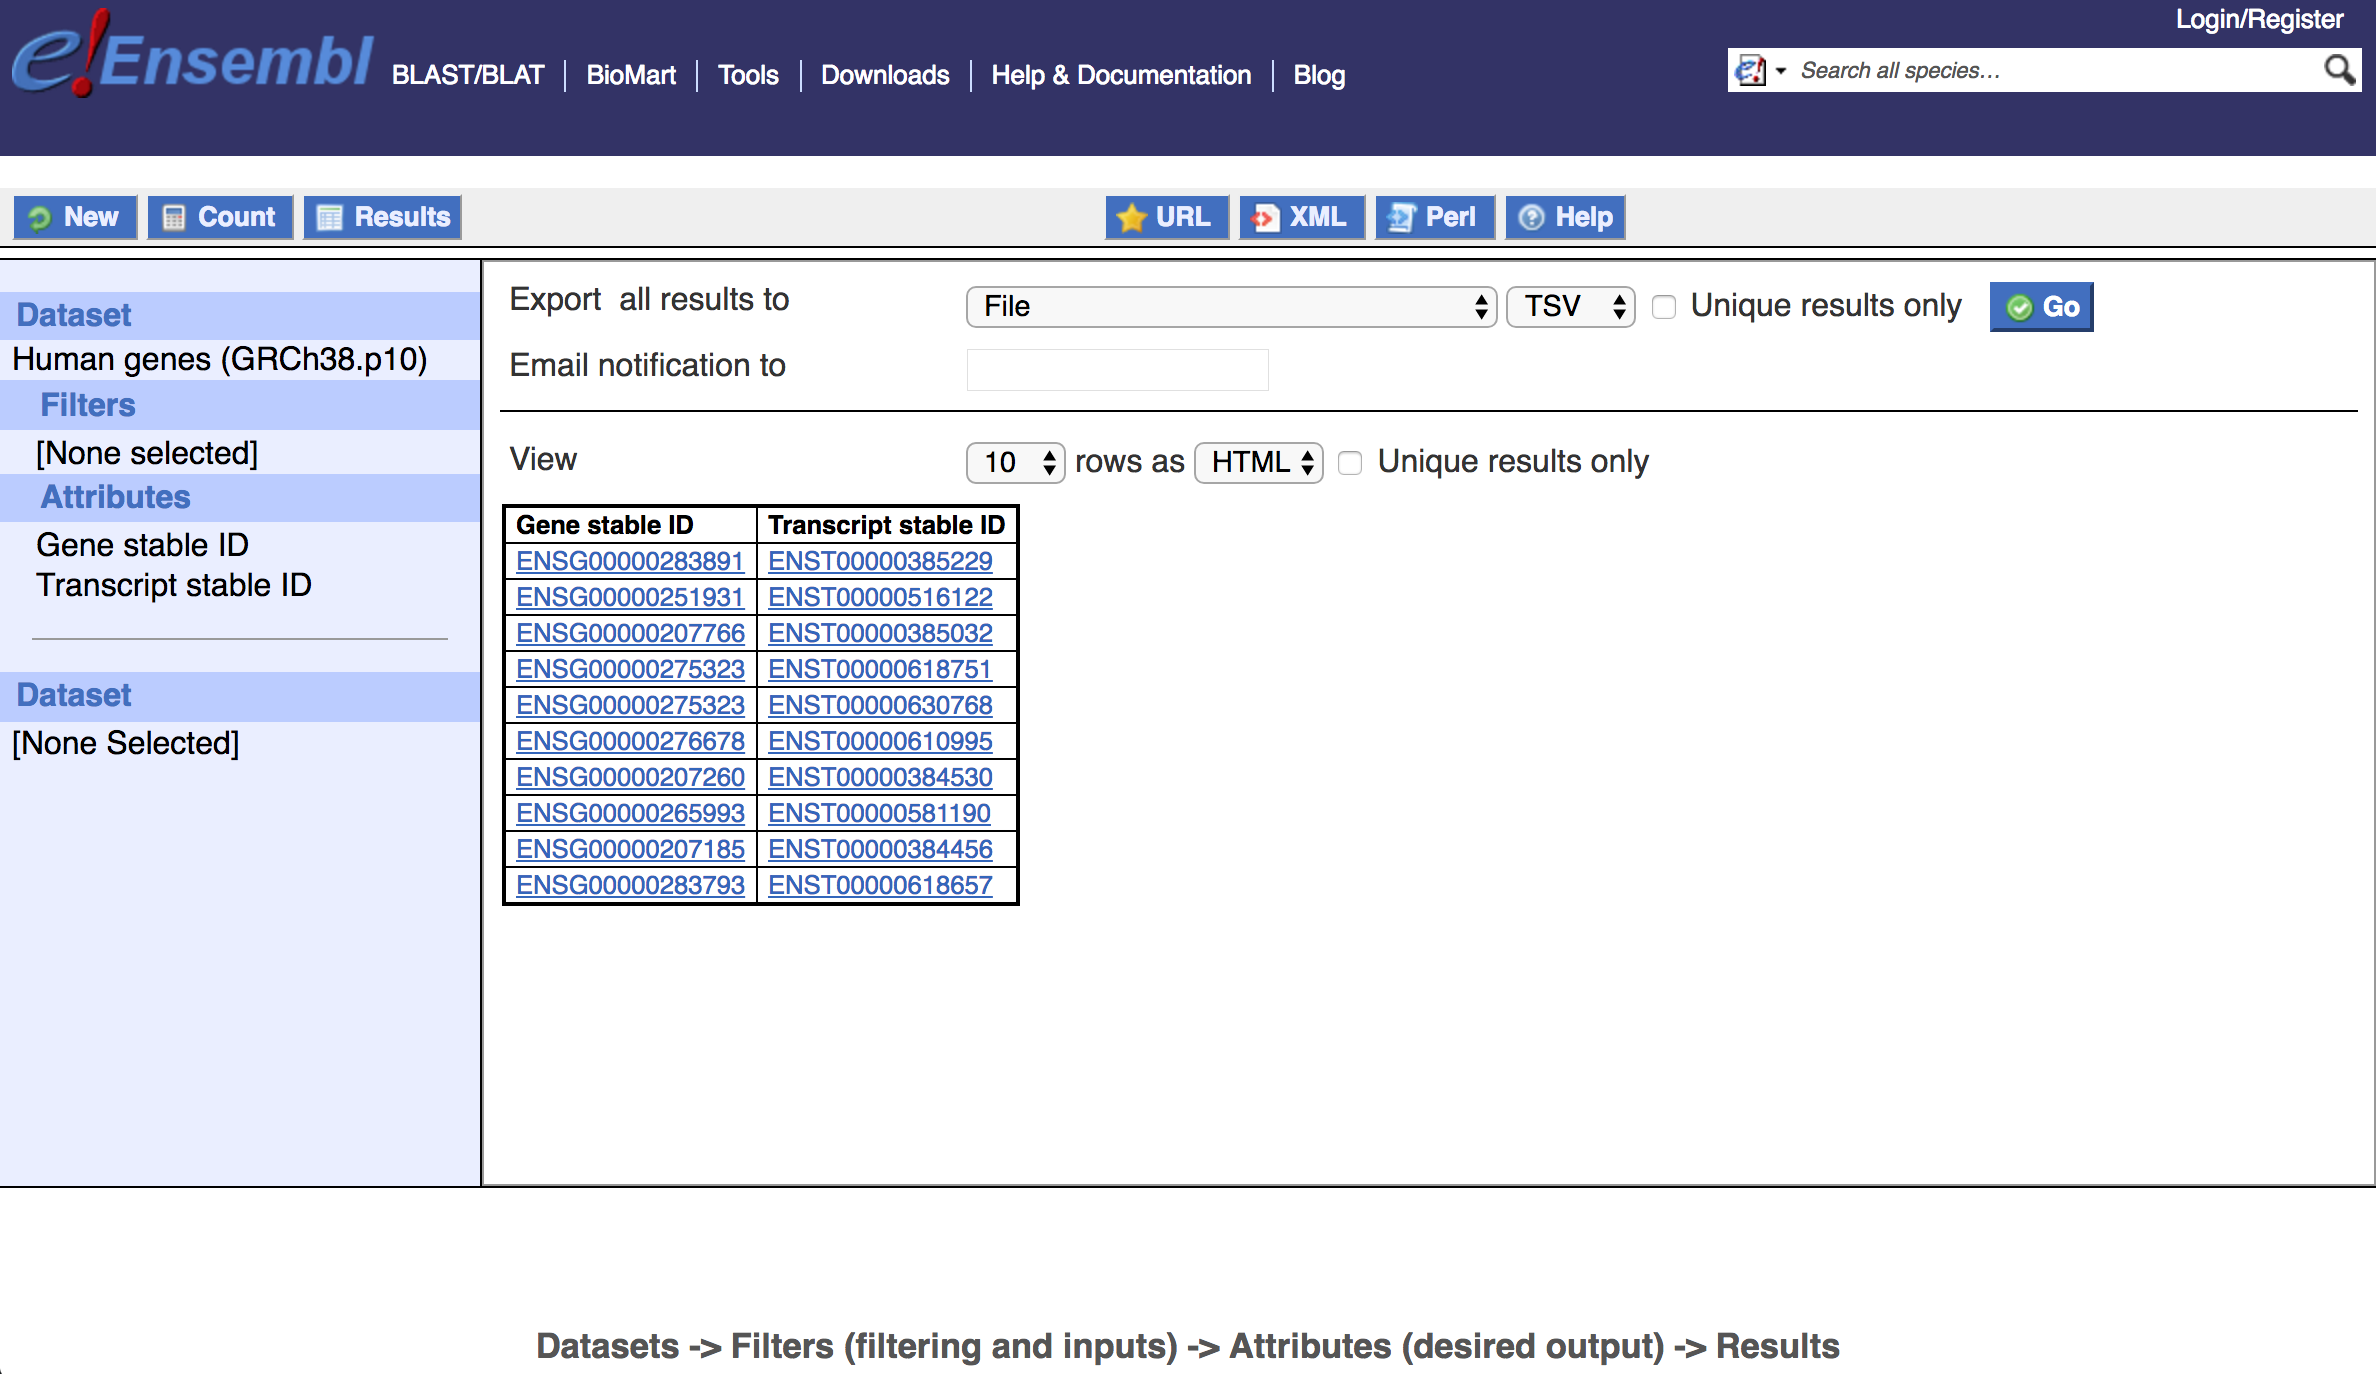 e!Ensembl BLAST/BLAT | BioMart | Tools | Downloads | Help & Documentation | Blog
Login/Register
Search all species...
New Count Results URL XML Perl Help
Dataset
Human genes (GRCh38.p10)
Filters
[None selected]
Attributes
Gene stable ID
Transcript stable ID
Dataset
[None Selected]
Export all results to File TSV Unique results only Go
Email notification to
View 10 rows as HTML Unique results only
Gene stable ID Transcript stable ID
ENSG00000283891 ENST00000385229
ENSG00000251931 ENST00000516122
ENSG00000207766 ENST00000385032
ENSG00000275323 ENST00000618751
ENSG00000275323 ENST00000630768
ENSG00000276678 ENST00000610995
ENSG00000207260 ENST00000384530
ENSG00000265993 ENST00000581190
ENSG00000207185 ENST00000384456
ENSG00000283793 ENST00000618657
Datasets -> Filters (filtering and inputs) -> Attributes (desired output) -> Results